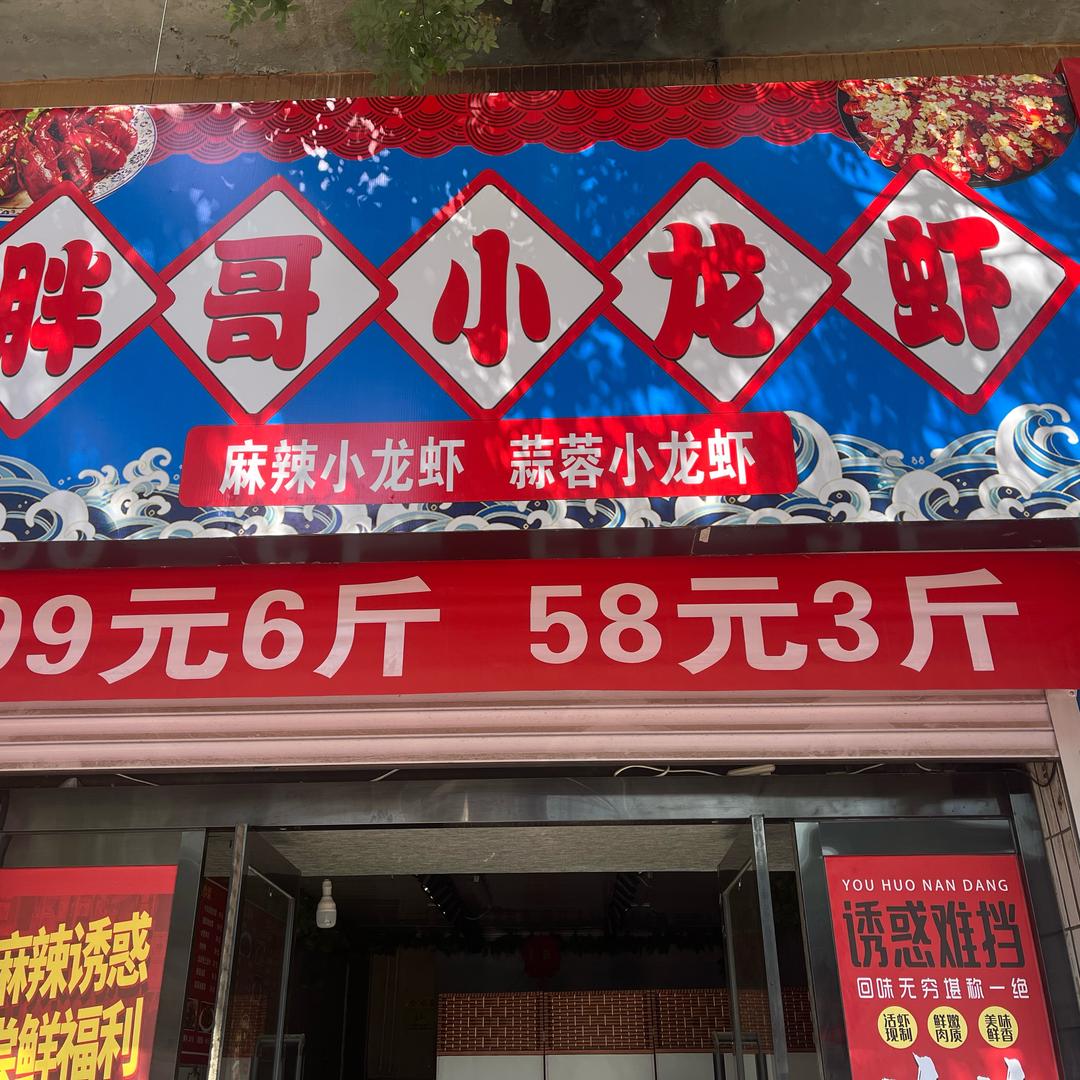 胖哥小龙虾
麻辣小龙虾 蒜蓉小龙虾
99元6斤 58元3斤
麻辣诱惑
尝鲜福利
YOU HUO NAN DANG
诱惑难挡
回味无穷堪称一绝
活虾现制
鲜嫩肉质
美味鲜香